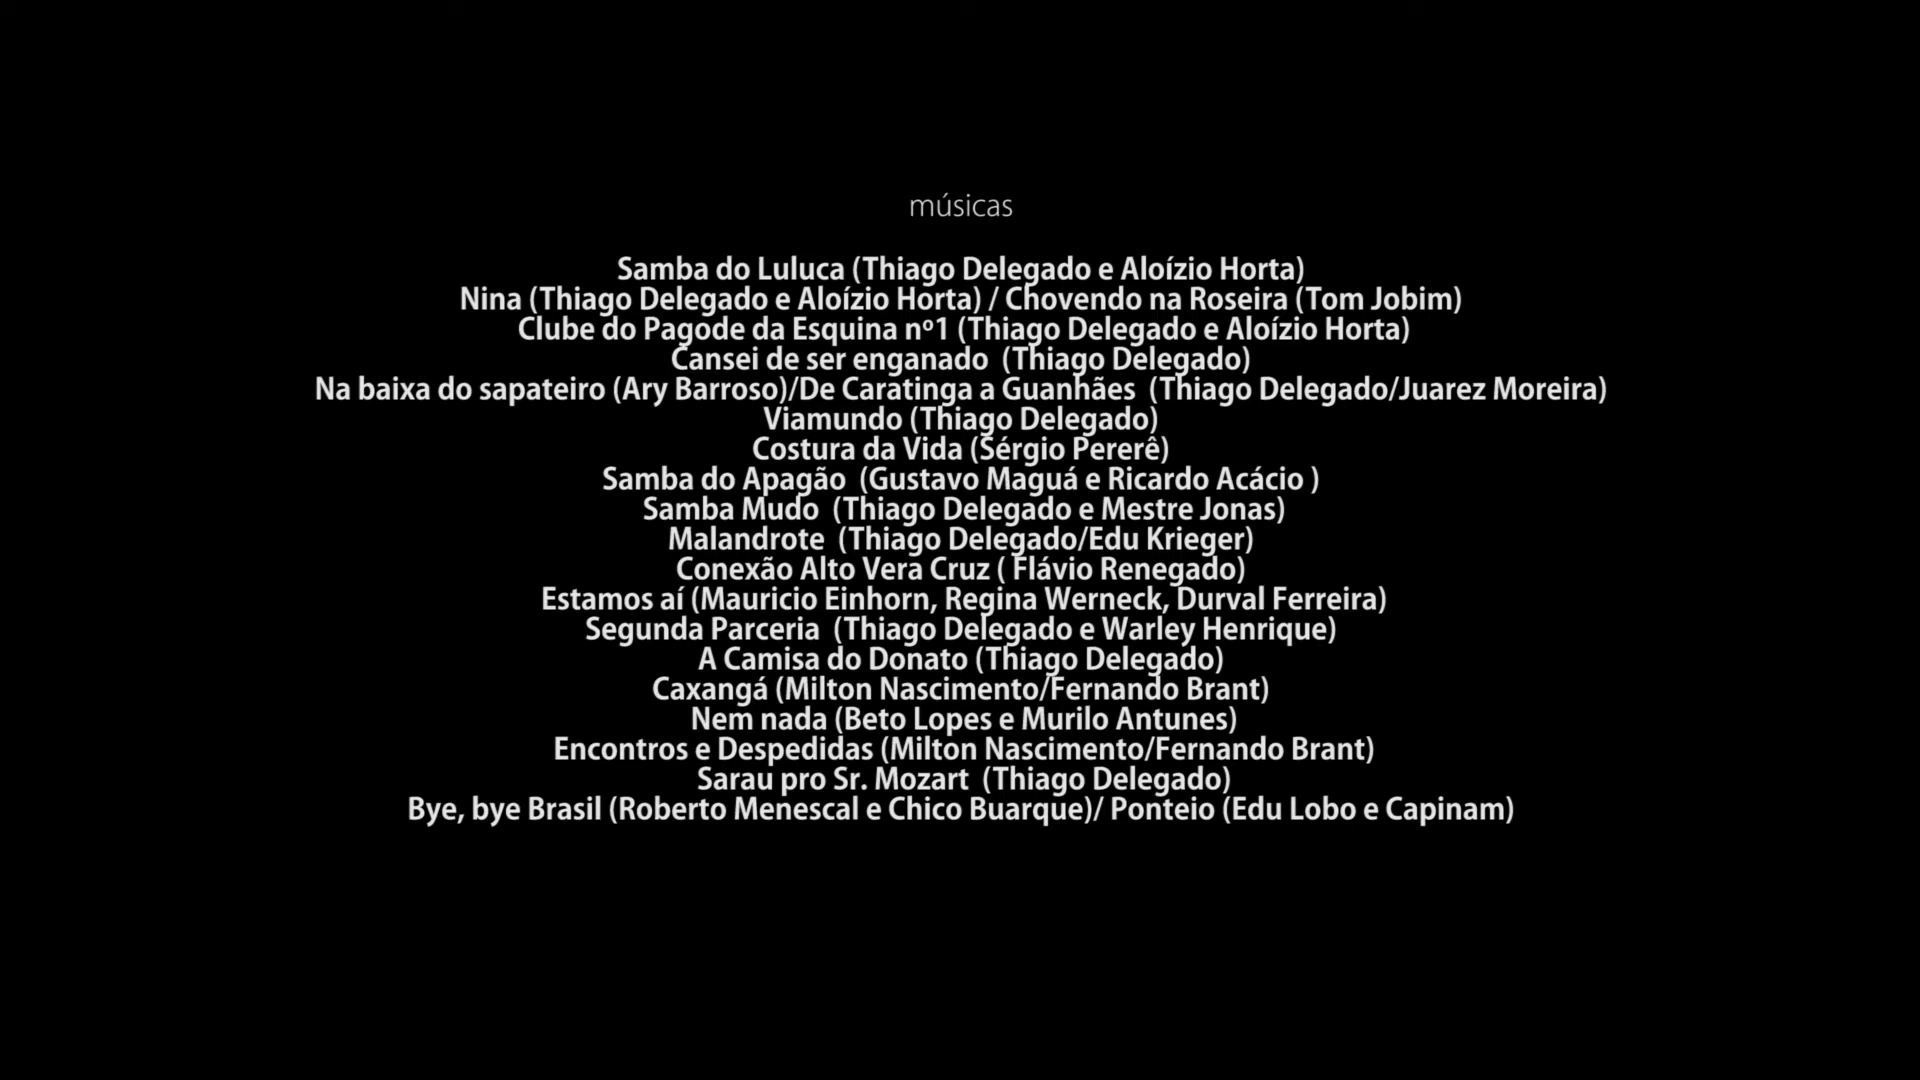 músicas
Samba do Luluca (Thiago Delegado e Aloízio Horta)
Nina (Thiago Delegado e Aloízio Horta) / Chovendo na Roseira (Tom Jobim)
Clube do Pagode da Esquina nº1 (Thiago Delegado e Aloízio Horta)
Cansei de ser enganado  (Thiago Delegado)
Na baixa do sapateiro (Ary Barroso)/De Caratinga a Guanhães  (Thiago Delegado/Juarez Moreira)
Viamundo (Thiago Delegado)
Costura da Vida (Sérgio Pererê)
Samba do Apagão  (Gustavo Maguá e Ricardo Acácio )
Samba Mudo  (Thiago Delegado e Mestre Jonas)
Malandrote  (Thiago Delegado/Edu Krieger)
Conexão Alto Vera Cruz ( Flávio Renegado)
Estamos aí (Mauricio Einhorn, Regina Werneck, Durval Ferreira)
Segunda Parceria  (Thiago Delegado e Warley Henrique)
A Camisa do Donato (Thiago Delegado)
Caxangá (Milton Nascimento/Fernando Brant)
Nem nada (Beto Lopes e Murilo Antunes)
Encontros e Despedidas (Milton Nascimento/Fernando Brant)
Sarau pro Sr. Mozart  (Thiago Delegado)
Bye, bye Brasil (Roberto Menescal e Chico Buarque)/ Ponteio (Edu Lobo e Capinam)